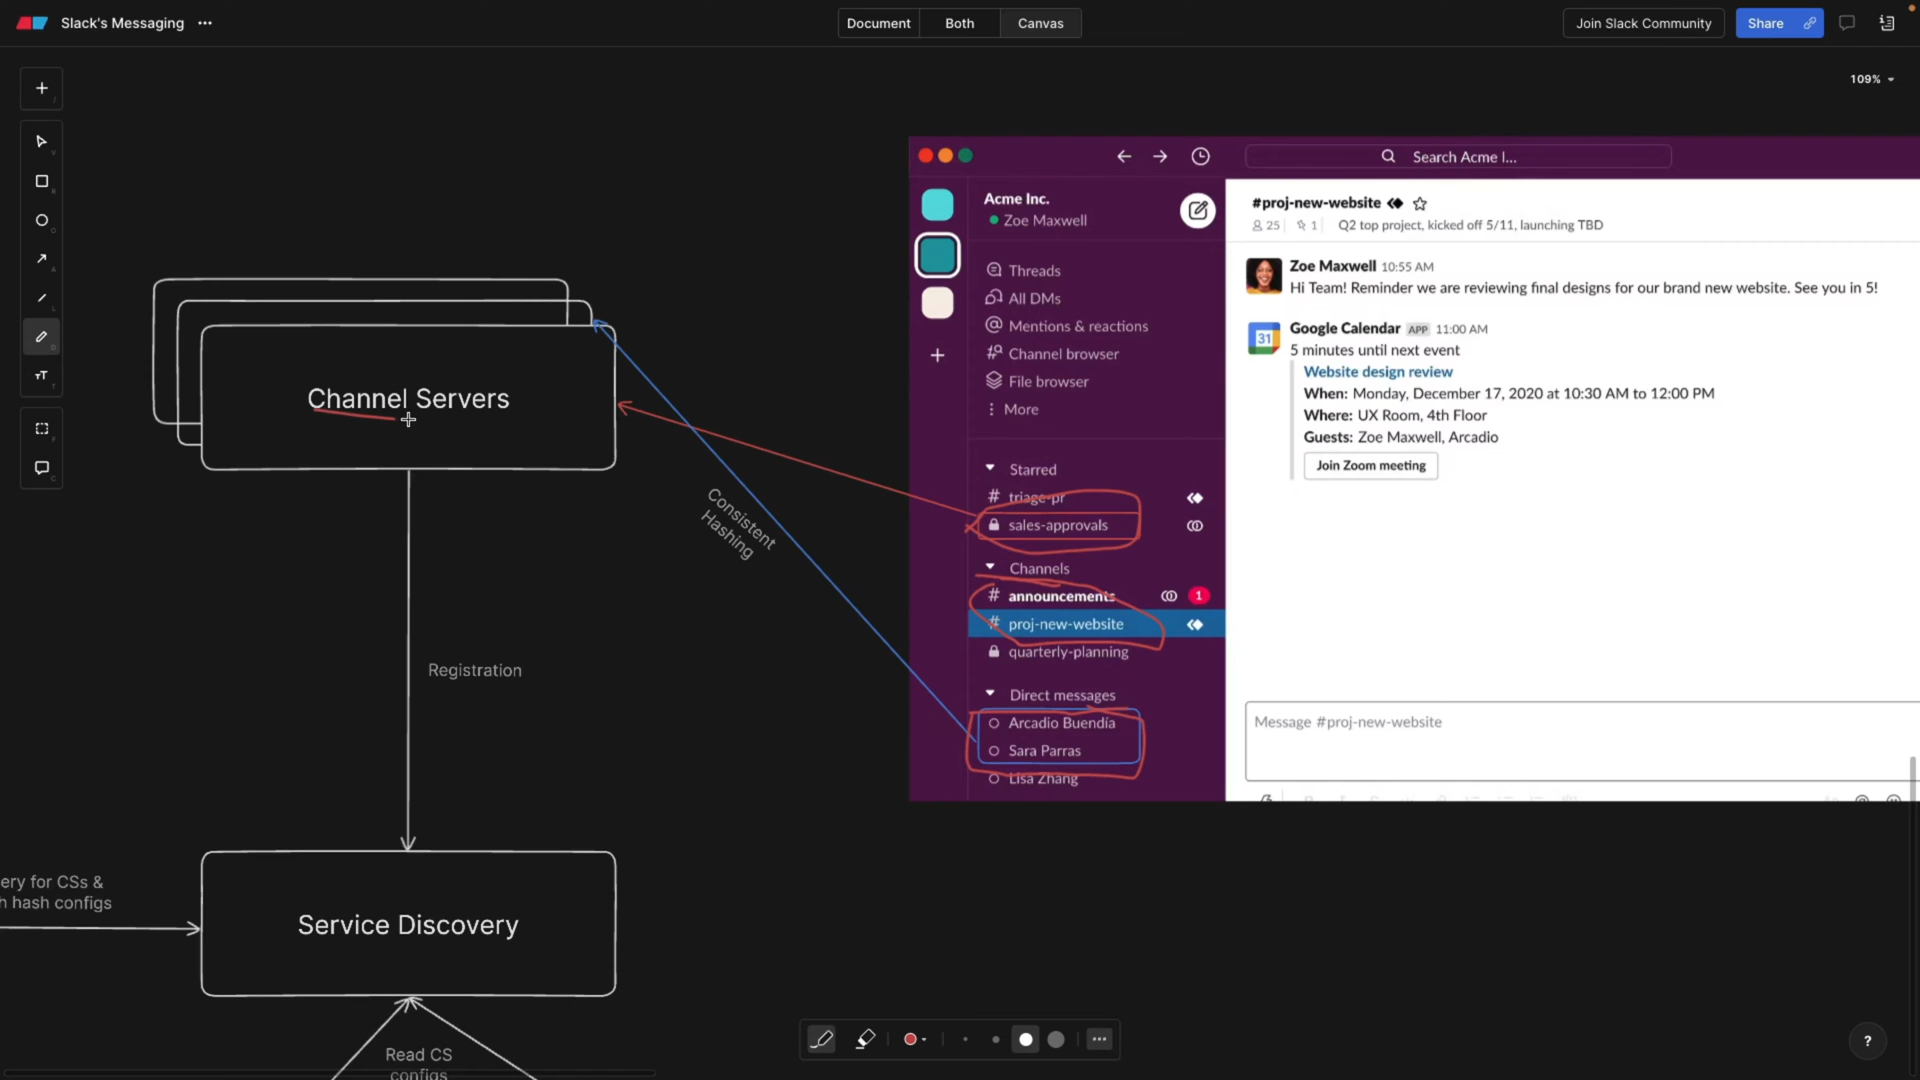 Slack's Messaging
Document
Both
Canvas
Join Slack Community
Share
109%
Channel Servers
Registration
Consistent
Hashing
ery for CSs &
h hash configs
Service Discovery
Read CS
configs
Search Acme I...
Acme Inc.
Zoe Maxwell
Threads
All DMs
Mentions & reactions
Channel browser
File browser
More
Starred
# triage-pr
sales-approvals
Channels
# announcements 1
# proj-new-website
quarterly-planning
Direct messages
Arcadio Buendía
Sara Parras
Lisa Zhang
#proj-new-website
25 1 Q2 top project, kicked off 5/11, launching TBD
Zoe Maxwell 10:55 AM
Hi Team! Reminder we are reviewing final designs for our brand new website. See you in 5!
31
Google Calendar APP 11:00 AM
5 minutes until next event
Website design review
When: Monday, December 17, 2020 at 10:30 AM to 12:00 PM
Where: UX Room, 4th Floor
Guests: Zoe Maxwell, Arcadio
Join Zoom meeting
Message #proj-new-website
?